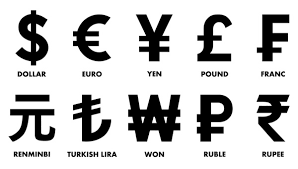 $ € ¥ £ ₣
DOLLAR EURO YEN POUND FRANC
元 ₺ ₩ ₽ ₹
RENMINBI TURKISH LIRA WON RUBLE RUPEE